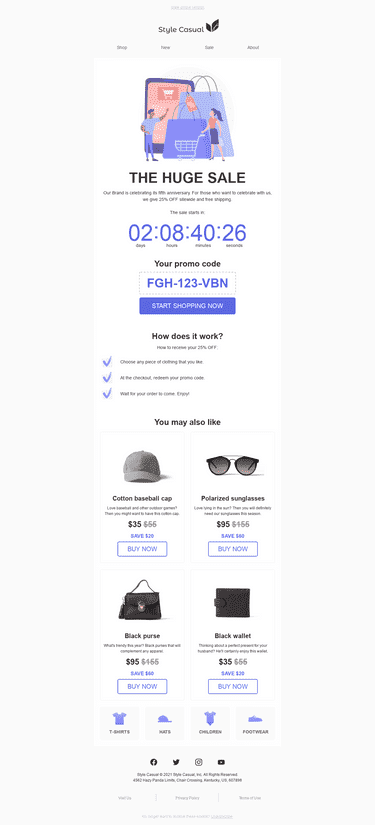 Style Casual
Shop New Sale About
THE HUGE SALE
Our Brand is celebrating its fifth anniversary. For those who want to celebrate with us,
we give 25% OFF sitewide and free shipping.
The sale starts in:
02:08:40:26
days hours minutes seconds
Your promo code
FGH-123-VBN
START SHOPPING NOW
How does it work?
How to receive your 25% OFF
Choose any piece of clothing that you like.
At the checkout, redeem your promo code.
Wait for your order to come. Enjoy!
You may also like
Cotton baseball cap
Love baseball and other outdoor games?
Then you might want to have this cotton cap.
$35 $55
SAVE $20
BUY NOW
Polarized sunglasses
Love lying in the sun? Then you will definitely
need our sunglasses this season.
$95 $155
SAVE $60
BUY NOW
Black purse
What's trendy this year? Black purses that will
complement any apparel.
$95 $155
SAVE $60
BUY NOW
Black wallet
Thinking about a perfect present for your
husband? He'll certainly enjoy this wallet.
$35 $55
SAVE $20
BUY NOW
T-SHIRTS HATS CHILDREN FOOTWEAR
Style Casual © 2021 Style Casual, Inc. All Rights Reserved.
4562 Hazy Panda Limits, Chair Crossing, Kentucky, US, 607898
Visit Us Privacy Policy Terms of Use